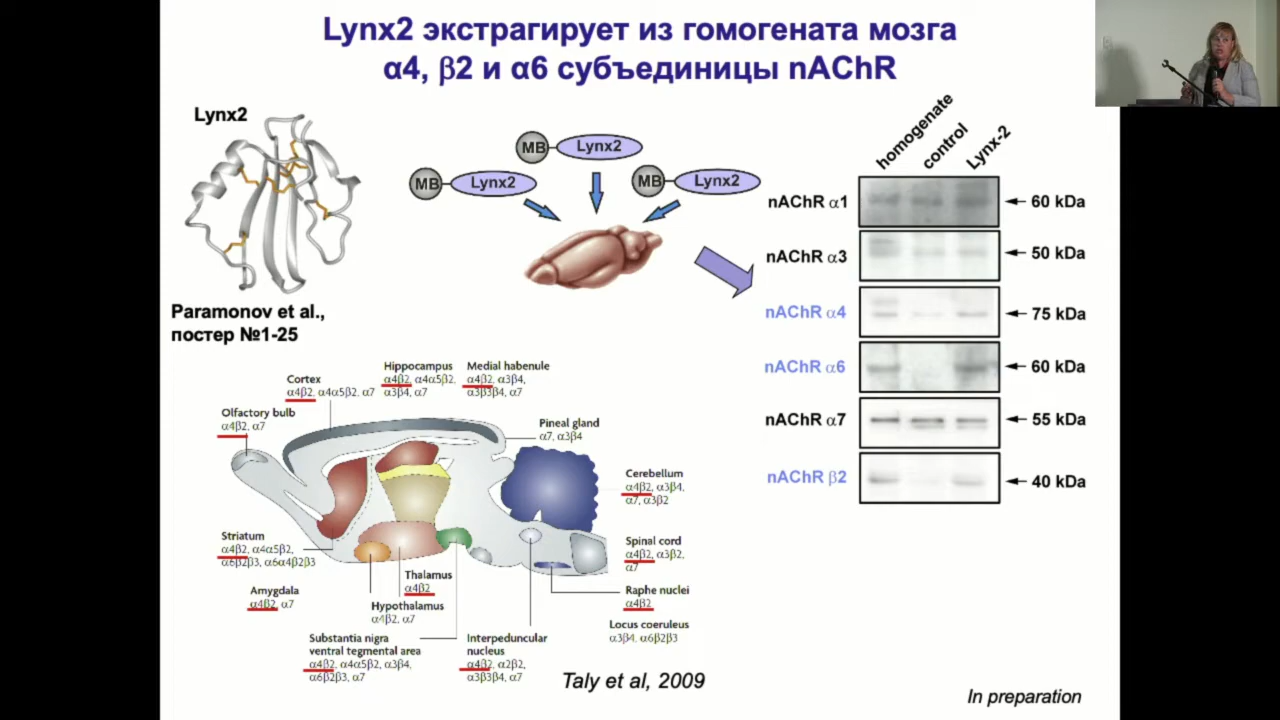 Lynx2 экстрагирует из гомогената мозга
α4, β2 и α6 субъединицы nAChR
Lynx2
Paramonov et al.,
постер №1-25
MB
Lynx2
MB
Lynx2
MB
Lynx2
homogenate
control
Lynx-2
nAChR α1
60 kDa
nAChR α3
50 kDa
nAChR α4
75 kDa
nAChR α6
60 kDa
nAChR α7
55 kDa
nAChR β2
40 kDa
Olfactory bulb
α4β2, α7
Cortex
α4β2, α4α5β2, α7
Hippocampus
α4β2, α4α5β2,
α3β4, α7
Medial habenule
α4β2, α3β4,
α3β3β4, α7
Pineal gland
α7, α3β4
Cerebellum
α4β2, α3β4,
α7, α3β2
Spinal cord
α4β2, α3β2,
α7
Raphe nuclei
α4β2
Locus coeruleus
α3β4, α6β2β3
Striatum
α4β2, α4α5β2,
α6β2β3, α6α4β2β3
Amygdala
α4β2, α7
Thalamus
α4β2
Hypothalamus
α4β2, α7
Substantia nigra
ventral tegmental area
α4β2, α4α5β2, α3β4,
α6β2β3, α7
Interpeduncular
nucleus
α4β2, α2β2,
α3β3β4, α7
Taly et al, 2009
In preparation